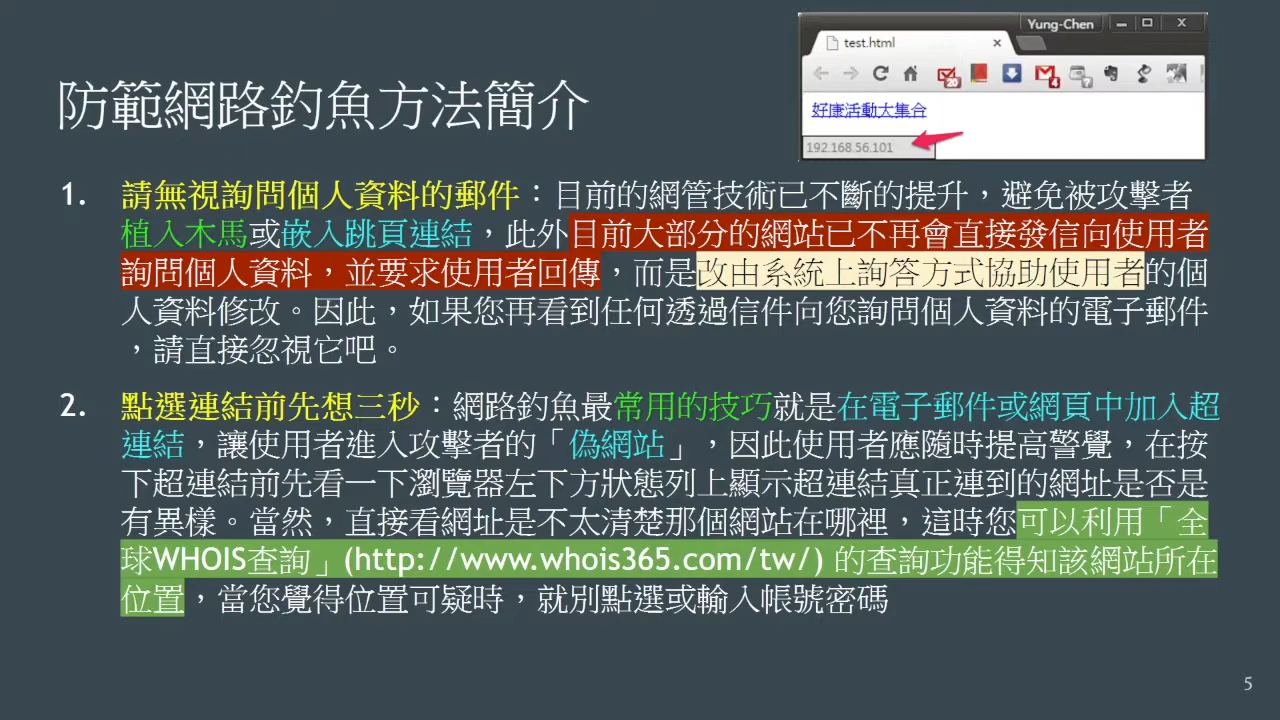 Yung-Chen
test.html
20
4
7
好康活動大集合
192.168.56.101
防範網路釣魚方法簡介
1. 請無視詢問個人資料的郵件：目前的網管技術已不斷的提升，避免被攻擊者
植入木馬或嵌入跳頁連結，此外目前大部分的網站已不再會直接發信向使用者
詢問個人資料，並要求使用者回傳，而是改由系統上詢答方式協助使用者的個
人資料修改。因此，如果您再看到任何透過信件向您詢問個人資料的電子郵件
，請直接忽視它吧。
2. 點選連結前先想三秒：網路釣魚最常用的技巧就是在電子郵件或網頁中加入超
連結，讓使用者進入攻擊者的「偽網站」，因此使用者應隨時提高警覺，在按
下超連結前先看一下瀏覽器左下方狀態列上顯示超連結真正連到的網址是否是
有異樣。當然，直接看網址是不太清楚那個網站在哪裡，這時您可以利用「全
球WHOIS查詢」(http://www.whois365.com/tw/) 的查詢功能得知該網站所在
位置，當您覺得位置可疑時，就別點選或輸入帳號密碼
5